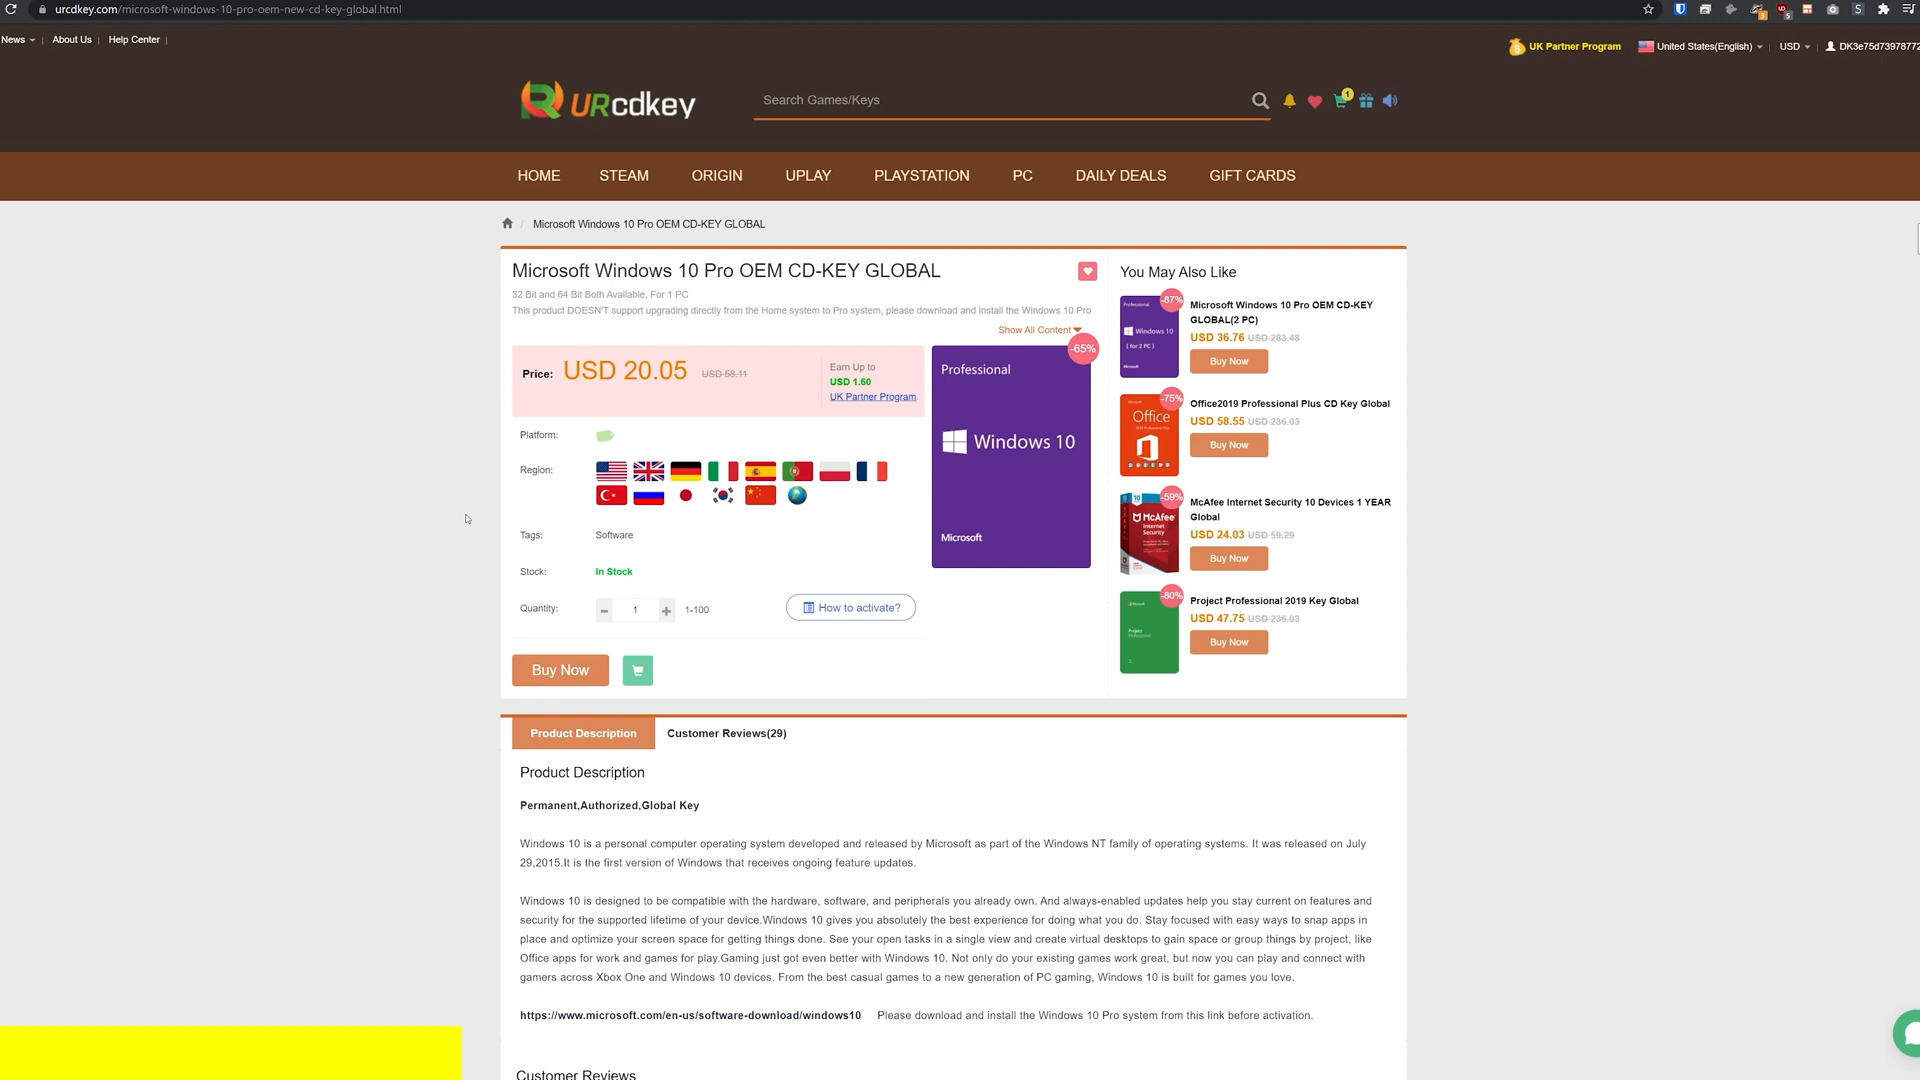 urcdkey.com/microsoft-windows-10-pro-oem-new-cd-key-global.html
News
About Us
Help Center
UK Partner Program
United States(English)
USD
DK3e75d73978772
URcdkey
Search Games/Keys
1
HOME
STEAM
ORIGIN
UPLAY
PLAYSTATION
PC
DAILY DEALS
GIFT CARDS
/ Microsoft Windows 10 Pro OEM CD-KEY GLOBAL
Microsoft Windows 10 Pro OEM CD-KEY GLOBAL
32 Bit and 64 Bit Both Available, For 1 PC
This product DOESN'T support upgrading directly from the Home system to Pro system, please download and install the Windows 10 Pro
Show All Content
Price: USD 20.05 USD 58.11
Earn Up to
USD 1.60
UK Partner Program
-65%
Professional
Windows 10
Microsoft
Platform:
Region:
Tags: Software
Stock: In Stock
Quantity: - 1 + 1-100
How to activate?
Buy Now
You May Also Like
-87%
Professional
Windows 10
( for 2 PC )
Microsoft
Microsoft Windows 10 Pro OEM CD-KEY
GLOBAL(2 PC)
USD 36.76 USD 283.48
Buy Now
-75%
Office
Office2019 Professional Plus CD Key Global
USD 58.55 USD 236.03
Buy Now
-59%
10
McAfee
Internet
Security
McAfee Internet Security 10 Devices 1 YEAR
Global
USD 24.03 USD 59.29
Buy Now
-80%
Project
Professional
Project Professional 2019 Key Global
USD 47.75 USD 236.03
Buy Now
Product Description
Customer Reviews(29)
Product Description
Permanent,Authorized,Global Key
Windows 10 is a personal computer operating system developed and released by Microsoft as part of the Windows NT family of operating systems. It was released on July
29,2015.It is the first version of Windows that receives ongoing feature updates.
Windows 10 is designed to be compatible with the hardware, software, and peripherals you already own. And always-enabled updates help you stay current on features and
security for the supported lifetime of your device.Windows 10 gives you absolutely the best experience for doing what you do. Stay focused with easy ways to snap apps in
place and optimize your screen space for getting things done. See your open tasks in a single view and create virtual desktops to gain space or group things by project, like
Office apps for work and games for play.Gaming just got even better with Windows 10. Not only do your existing games work great, but now you can play and connect with
gamers across Xbox One and Windows 10 devices. From the best casual games to a new generation of PC gaming, Windows 10 is built for games you love.
https://www.microsoft.com/en-us/software-download/windows10 Please download and install the Windows 10 Pro system from this link before activation.
Customer Reviews